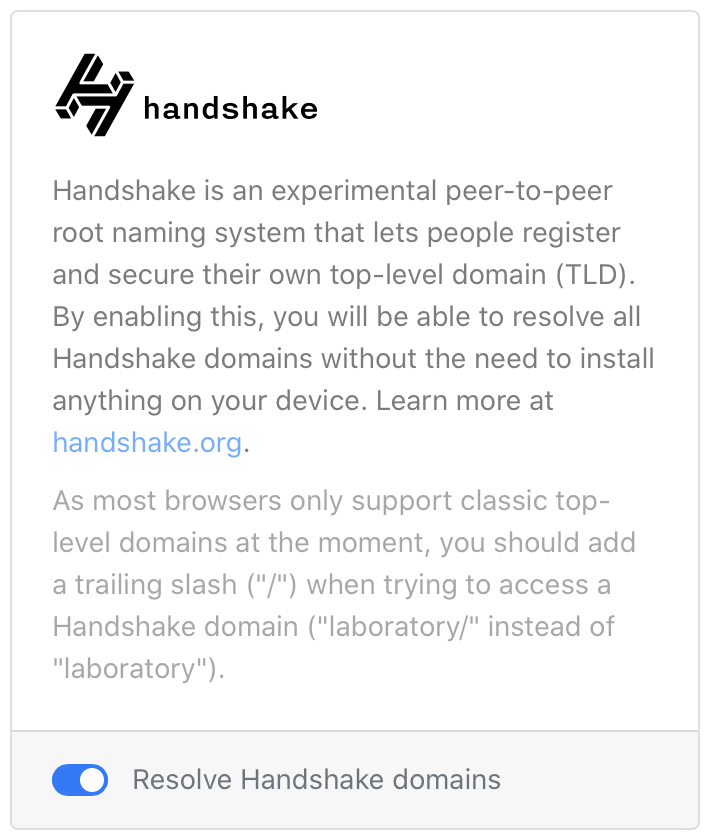 handshake
Handshake is an experimental peer-to-peer
root naming system that lets people register
and secure their own top-level domain (TLD).
By enabling this, you will be able to resolve all
Handshake domains without the need to install
anything on your device. Learn more at
handshake.org.
As most browsers only support classic top-
level domains at the moment, you should add
a trailing slash ("/") when trying to access a
Handshake domain ("laboratory/" instead of
"laboratory").
Resolve Handshake domains